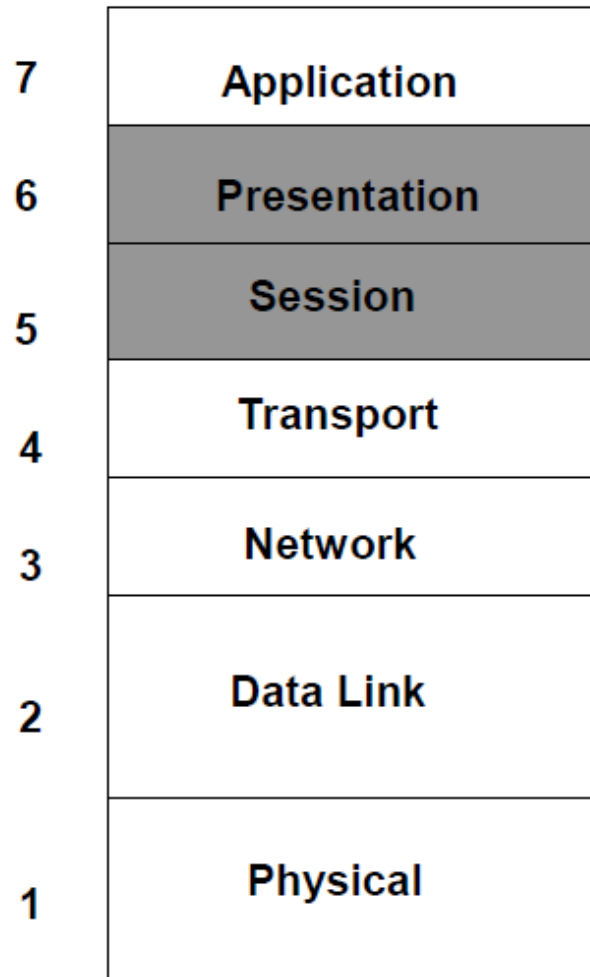 7 Application
6 Presentation
5 Session
4 Transport
3 Network
2 Data Link
1 Physical